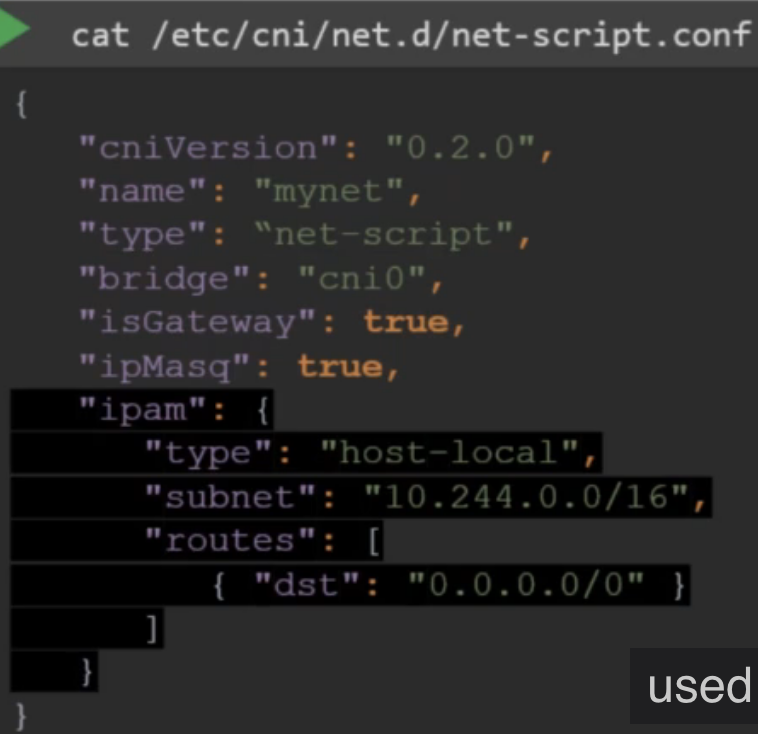 cat /etc/cni/net.d/net-script.conf
{
    "cniVersion": "0.2.0",
    "name": "mynet",
    "type": “net-script",
    "bridge": "cni0",
    "isGateway": true,
    "ipMasq": true,
    "ipam": {
        "type": "host-local",
        "subnet": "10.244.0.0/16",
        "routes": [
            { "dst": "0.0.0.0/0" }
        ]
    }
}
used